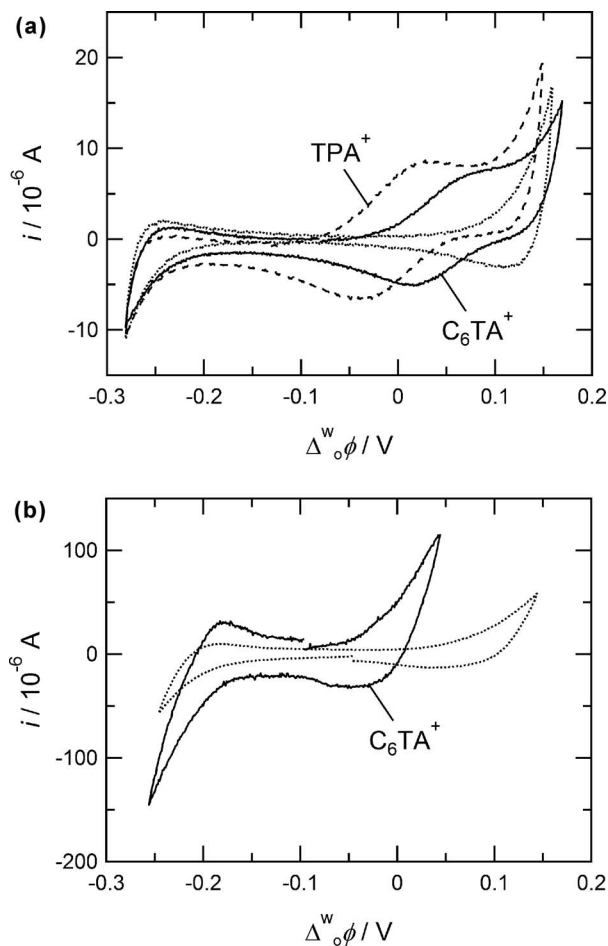 (a)
20
10
0
-10
i / 10⁻⁶ A
TPA⁺
C₆TA⁺
-0.3 -0.2 -0.1 0 0.1 0.2
Δʷₒϕ / V
(b)
100
0
-100
-200
i / 10⁻⁶ A
C₆TA⁺
-0.3 -0.2 -0.1 0 0.1 0.2
Δʷₒϕ / V